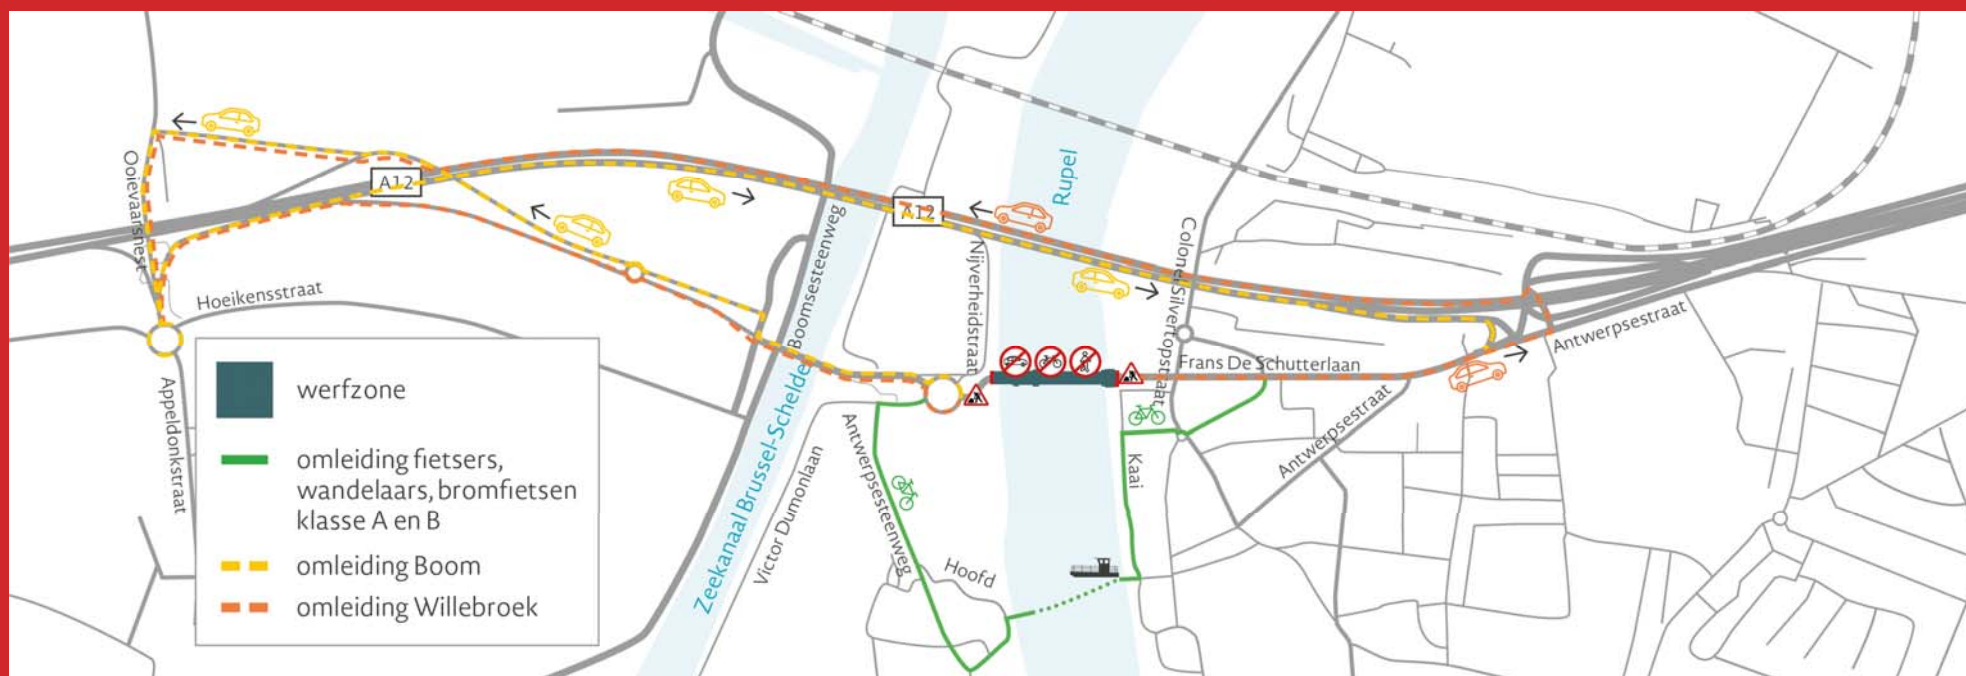 Ooievaarsnest
A12
Hoeikensstraat
Appeldonkstraat
werfzone
omleiding fietsers,
wandelaars, bromfietsen
klasse A en B
omleiding Boom
omleiding Willebroek
Boomsesteenweg
Zeekanaal Brussel-Schelde
Victor Dumonlaan
Antwerpsesteenweg
Hoofd
A12
Nijverheidstraat
Rupel
Colonel Silvertopstraat
Frans De Schutterlaan
Kaai
Antwerpsestraat
Antwerpsestraat